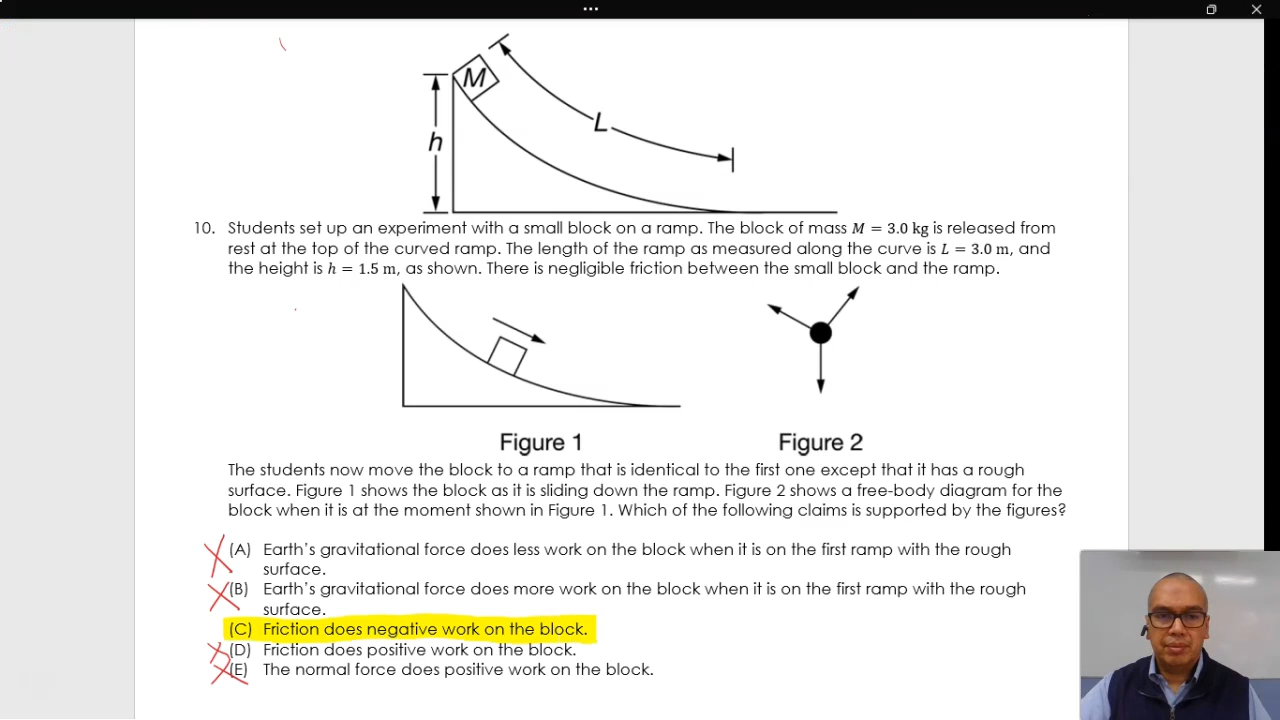 M
L
h
10. Students set up an experiment with a small block on a ramp. The block of mass M = 3.0 kg is released from
rest at the top of the curved ramp. The length of the ramp as measured along the curve is L = 3.0 m, and
the height is h = 1.5 m, as shown. There is negligible friction between the small block and the ramp.
Figure 1
Figure 2
The students now move the block to a ramp that is identical to the first one except that it has a rough
surface. Figure 1 shows the block as it is sliding down the ramp. Figure 2 shows a free-body diagram for the
block when it is at the moment shown in Figure 1. Which of the following claims is supported by the figures?
(A) Earth's gravitational force does less work on the block when it is on the first ramp with the rough
surface.
(B) Earth's gravitational force does more work on the block when it is on the first ramp with the rough
surface.
(C) Friction does negative work on the block.
(D) Friction does positive work on the block.
(E) The normal force does positive work on the block.